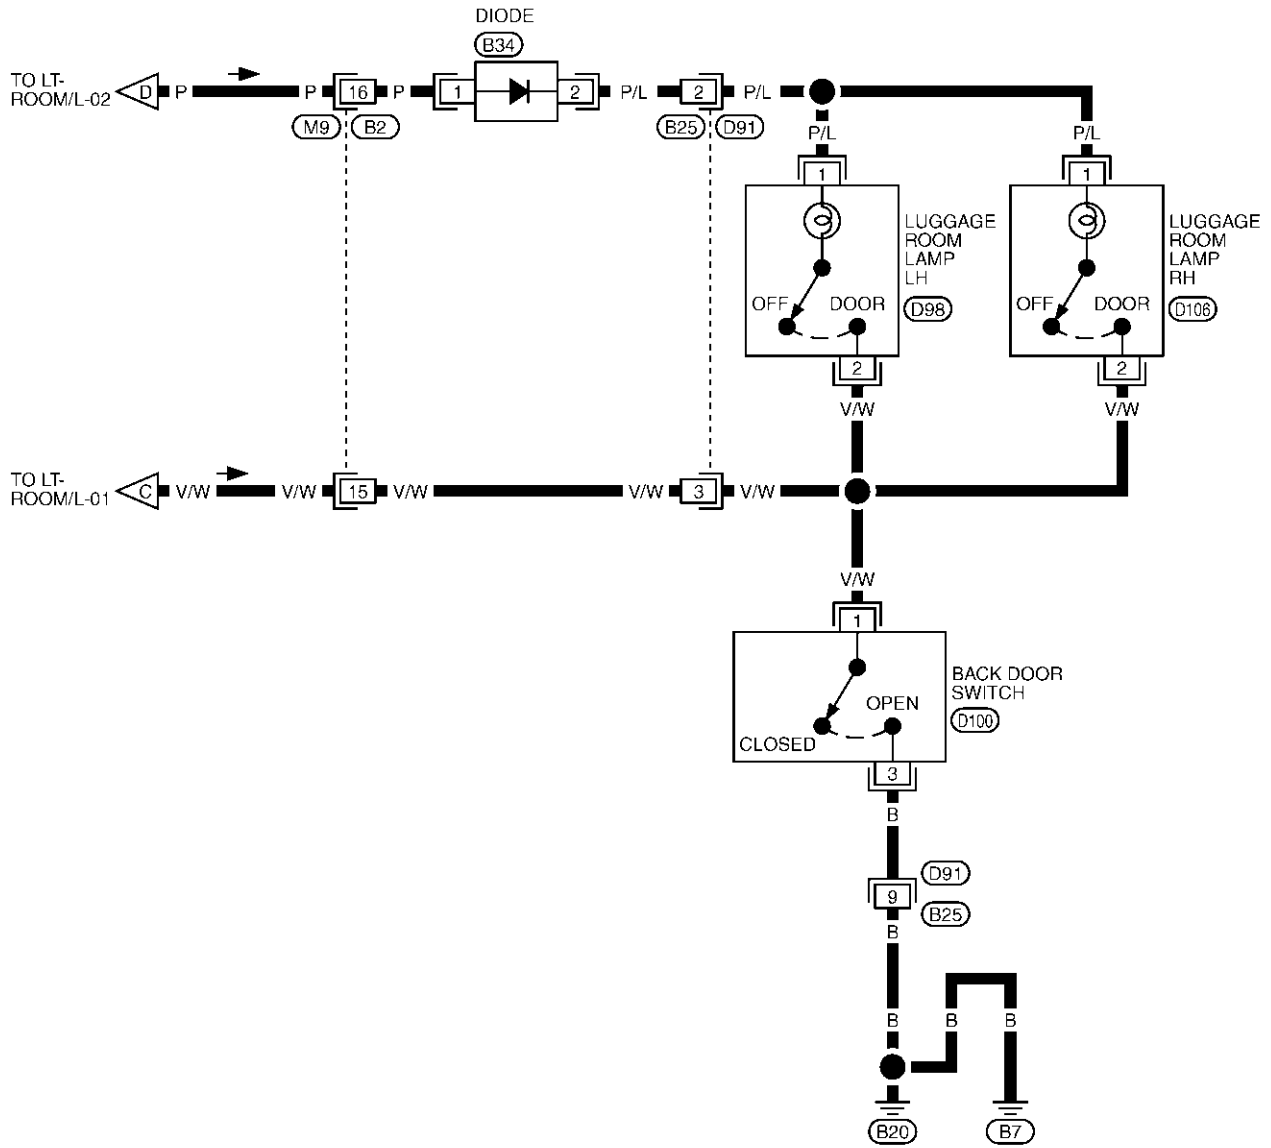 DIODE
B34
TO LT-
ROOM/L-02
D P P 16 P 1 2 P/L 2 P/L
M9 B2 B25 D91
P/L P/L
1 1
LUGGAGE
ROOM
LAMP
LH
LUGGAGE
ROOM
LAMP
RH
OFF DOOR D98
OFF DOOR D106
2 2
V/W V/W
TO LT-
ROOM/L-01
C V/W V/W 15 V/W V/W 3 V/W
V/W
1
BACK DOOR
SWITCH
OPEN
D100
CLOSED
3
B
D91
9
B25
B
B B B
B20 B7